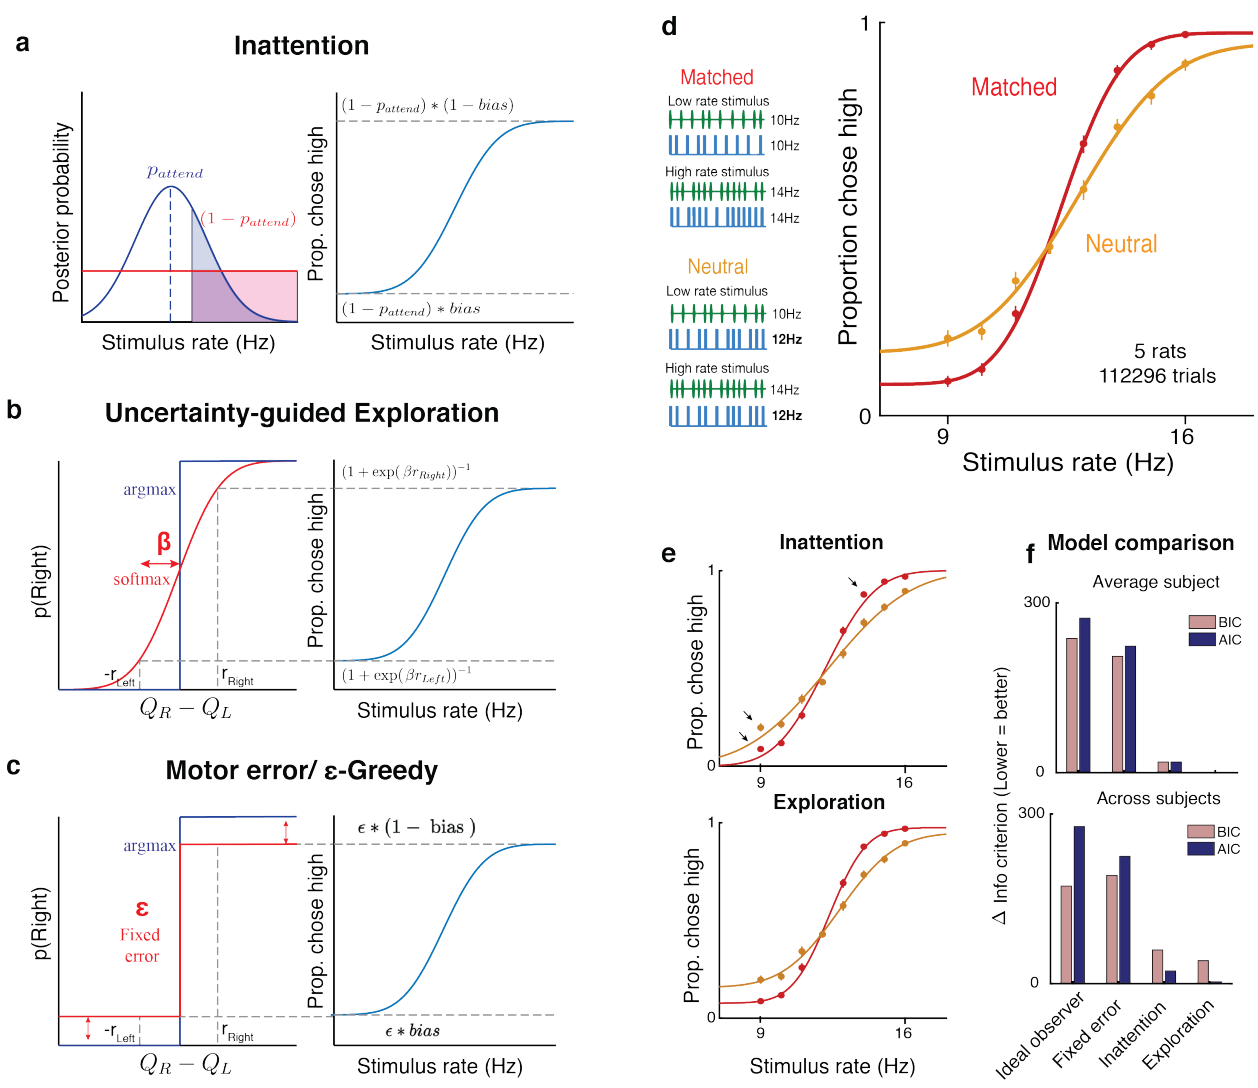 a
Inattention
Posterior probability
p_attend
(1 − p_attend)
Stimulus rate (Hz)
Prop. chose high
(1 − p_attend) ∗ (1 − bias)
(1 − p_attend) ∗ bias
Stimulus rate (Hz)
b
Uncertainty-guided Exploration
p(Right)
argmax
β
softmax
-r_Left
r_Right
Q_R − Q_L
Prop. chose high
(1 + exp(βr_Right))⁻¹
(1 + exp(βr_Left))⁻¹
Stimulus rate (Hz)
c
Motor error/ ε-Greedy
p(Right)
argmax
ε
Fixed
error
-r_Left
r_Right
Q_R − Q_L
Prop. chose high
ϵ ∗ (1 − bias )
ϵ ∗ bias
Stimulus rate (Hz)
d
Matched
Low rate stimulus
10Hz
10Hz
High rate stimulus
14Hz
14Hz
Neutral
Low rate stimulus
10Hz
12Hz
High rate stimulus
14Hz
12Hz
Proportion chose high
1
0
Matched
Neutral
5 rats
112296 trials
9
16
Stimulus rate (Hz)
e
Inattention
Prop. chose high
1
0
9
16
Exploration
Prop. chose high
1
0
9
16
Stimulus rate (Hz)
f
Model comparison
Average subject
300
0
BIC
AIC
Across subjects
300
0
BIC
AIC
Δ Info criterion (Lower = better)
Ideal observer
Fixed error
Inattention
Exploration